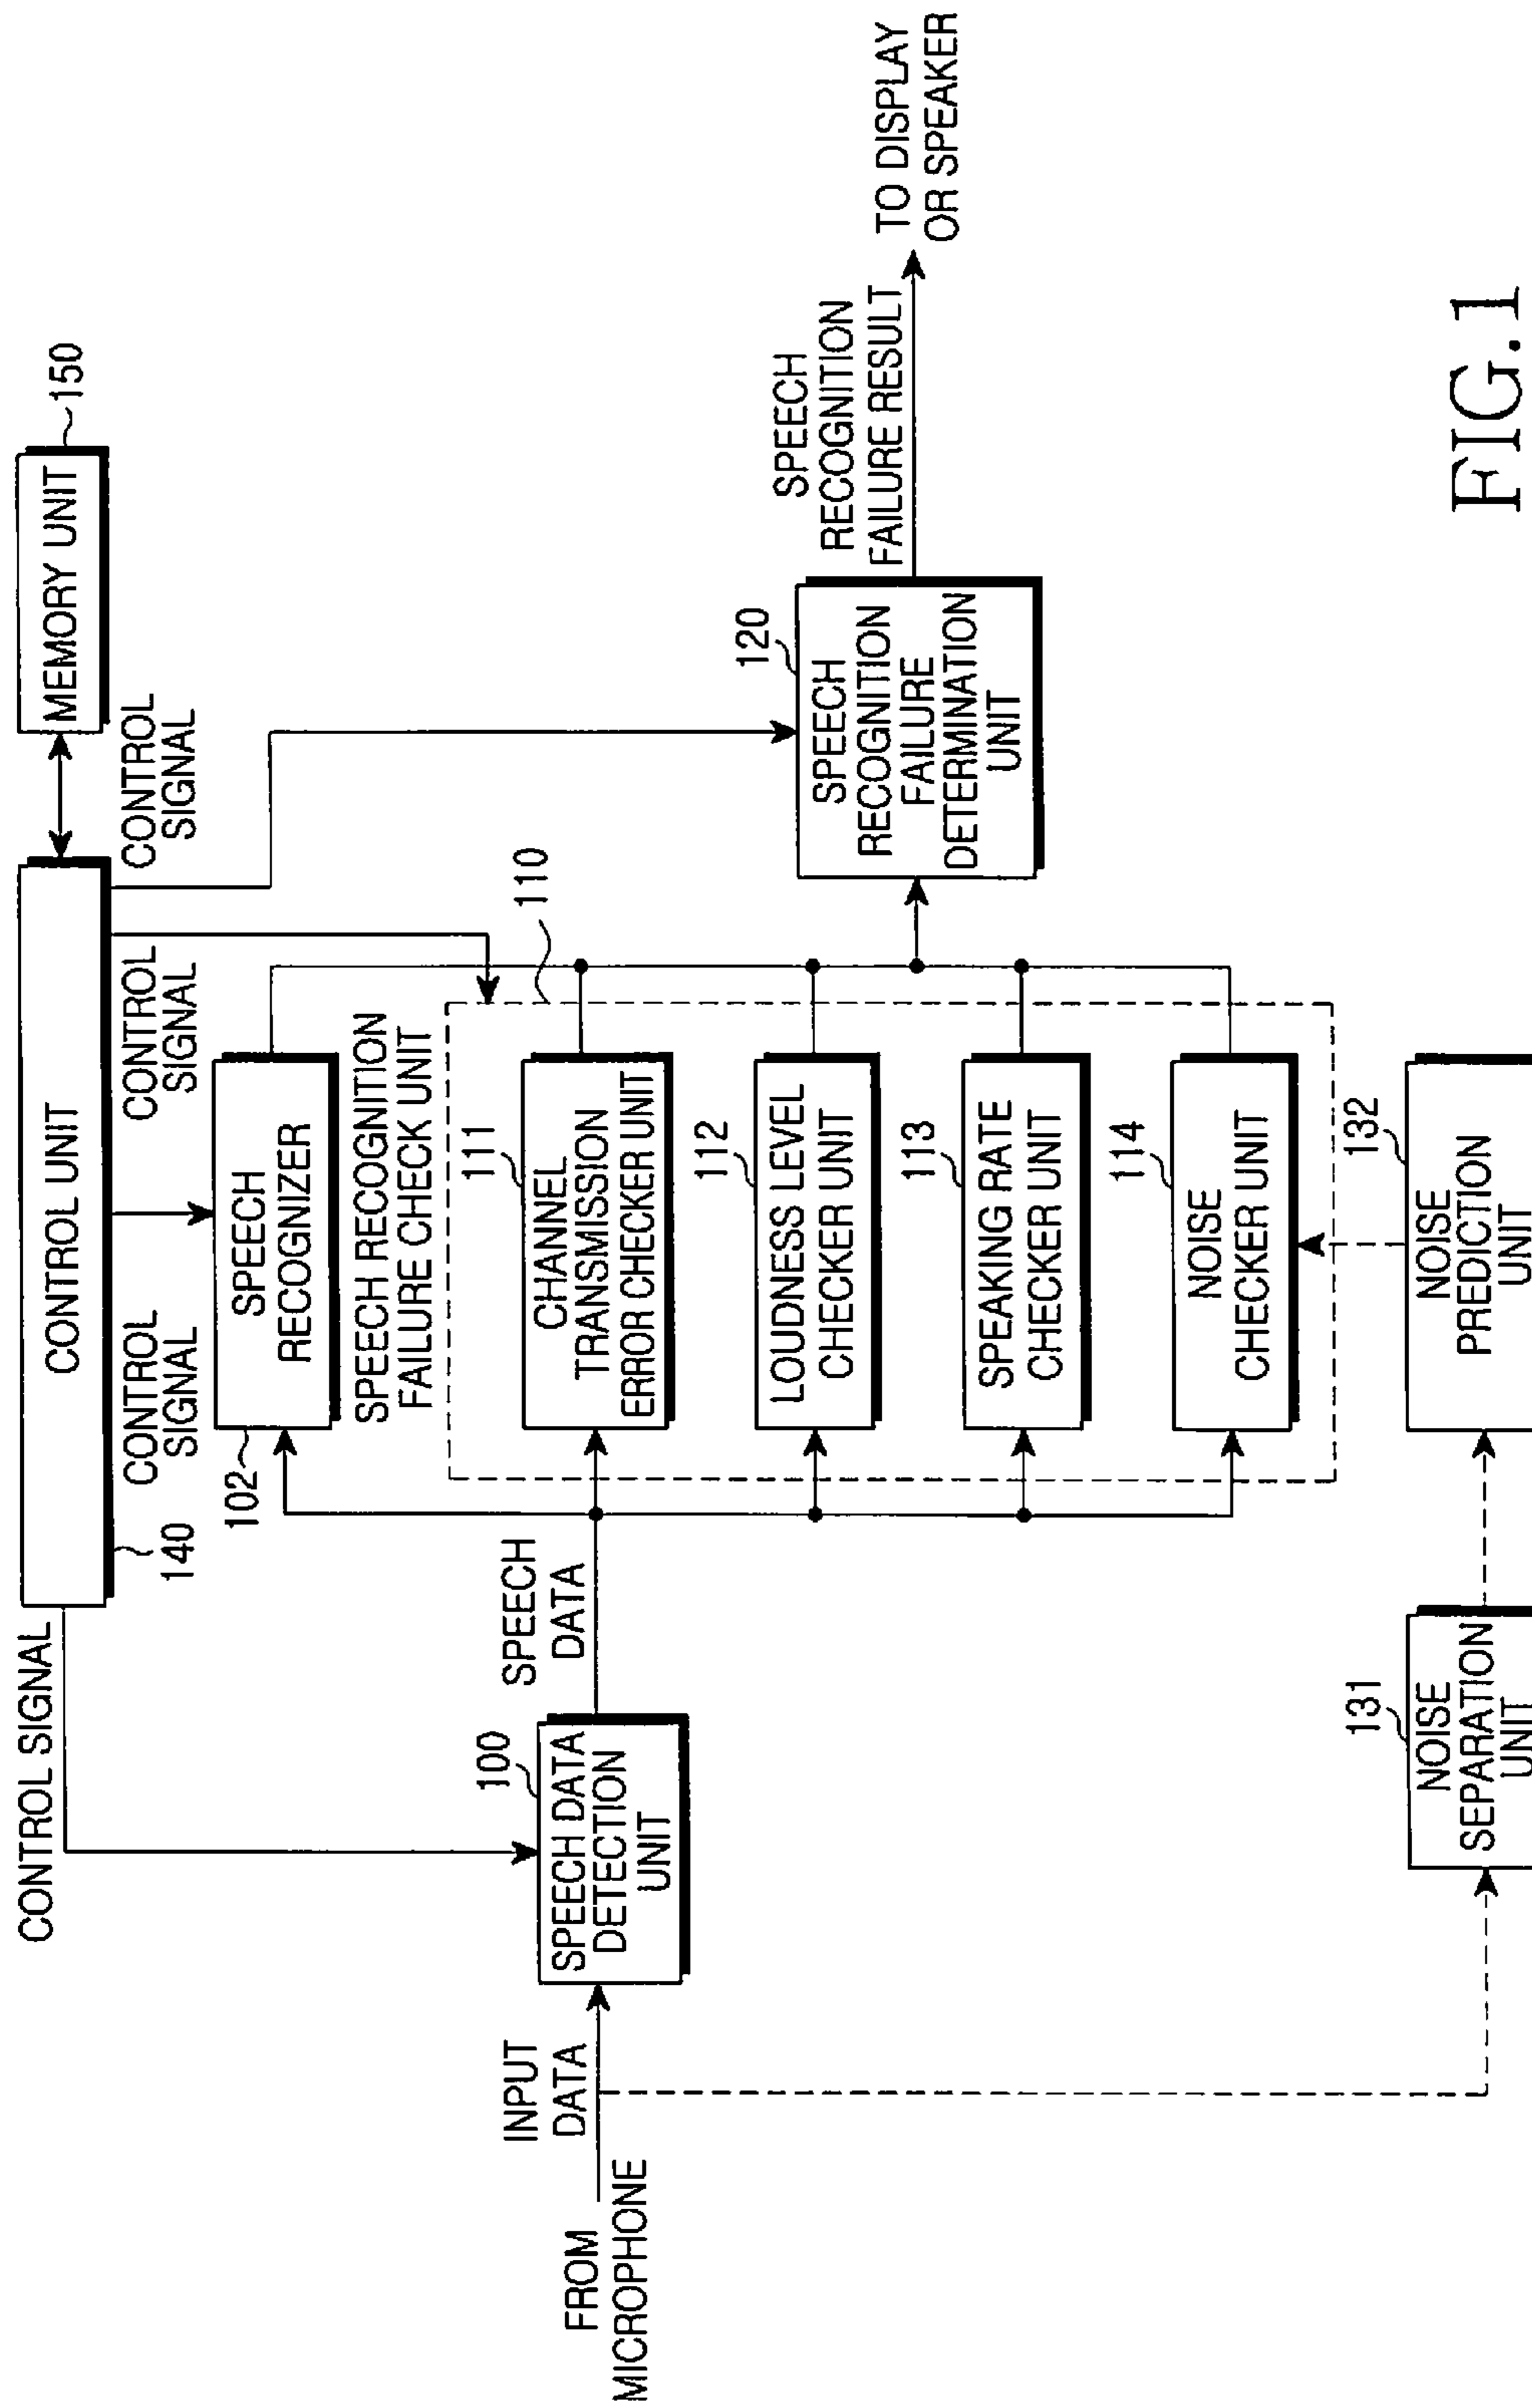 CONTROL SIGNAL
CONTROL UNIT
140
MEMORY UNIT
150
CONTROL
SIGNAL
CONTROL
SIGNAL
CONTROL
SIGNAL
102
SPEECH
RECOGNIZER
SPEECH RECOGNITION
FAILURE CHECK UNIT
110
FROM
MICROPHONE
INPUT
DATA
100
SPEECH DATA
DETECTION
UNIT
SPEECH
DATA
111
CHANNEL
TRANSMISSION
ERROR CHECKER UNIT
112
LOUDNESS LEVEL
CHECKER UNIT
113
SPEAKING RATE
CHECKER UNIT
114
NOISE
CHECKER UNIT
120
SPEECH
RECOGNITION
FAILURE
DETERMINATION
UNIT
SPEECH
RECOGNITION
FAILURE RESULT
TO DISPLAY
OR SPEAKER
131
NOISE
SEPARATION
UNIT
132
NOISE
PREDICTION
UNIT
FIG.1